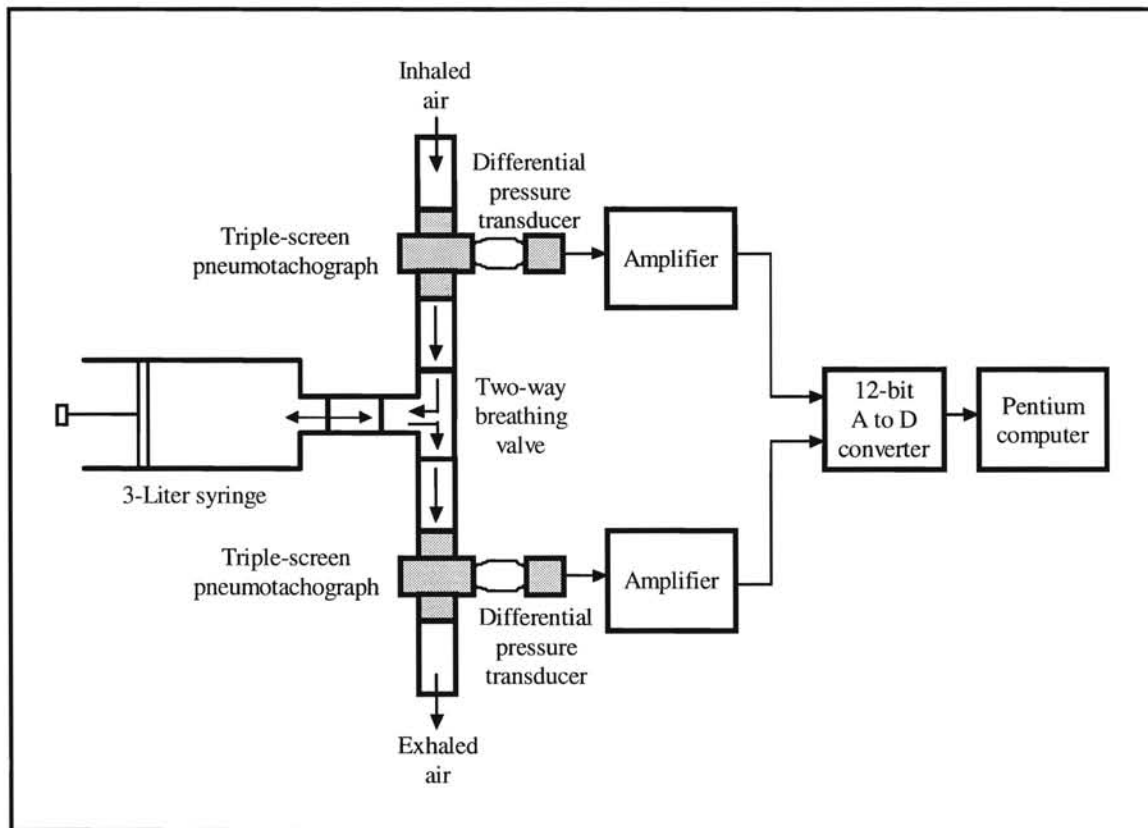 Inhaled
air
Differential
pressure
transducer
Triple-screen
pneumotachograph
Amplifier
Two-way
breathing
valve
12-bit
A to D
converter
Pentium
computer
3-Liter syringe
Triple-screen
pneumotachograph
Amplifier
Differential
pressure
transducer
Exhaled
air